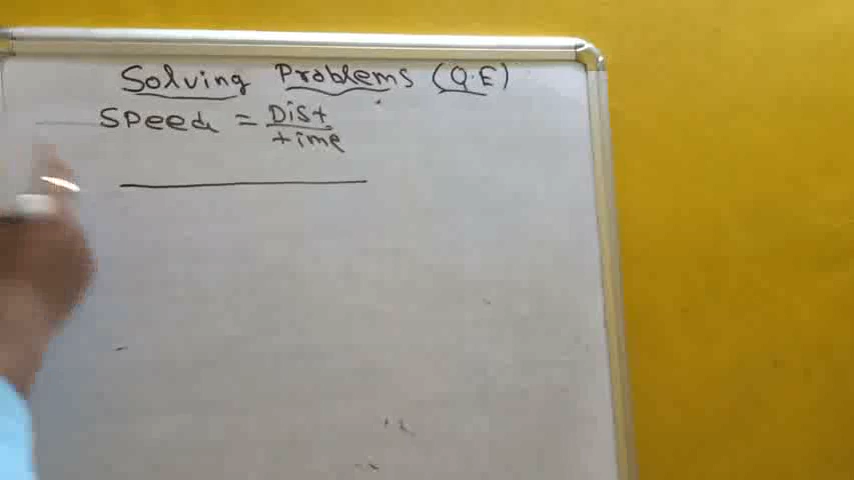 Solving Problems (Q.E)
Speed = Dist
time